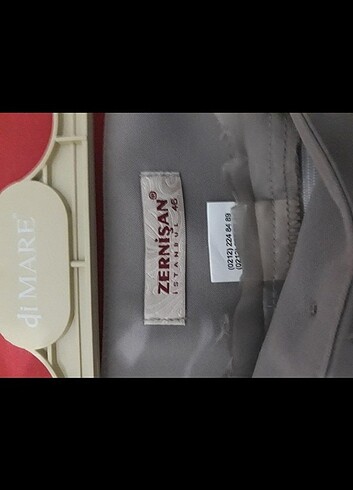 di MARE
ZERNİŞAN®
İSTANBUL 46
(0212) 224 84 89